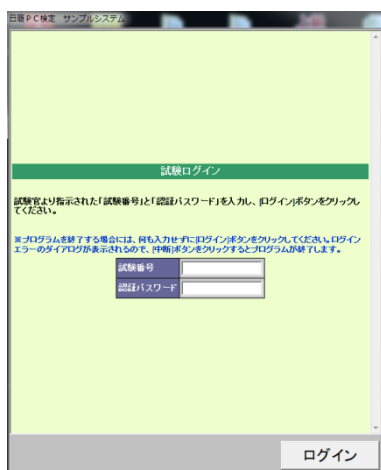 日商PC検定 サンプルシステム
試験ログイン
試験官より指示された「試験番号」と「認証パスワード」を入力し、[ログイン]ボタンをクリックし
てください。
※プログラムを終了する場合には、何も入力せずに[ログイン]ボタンをクリックしてください。ログイン
エラーのダイアログが表示されるので、[中断]ボタンをクリックするとプログラムが終了します。
試験番号
認証パスワード
ログイン